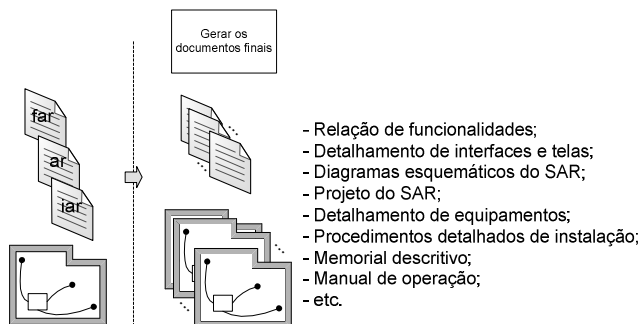 Gerar os
documentos finais
far
ar
iar
- Relação de funcionalidades;
- Detalhamento de interfaces e telas;
- Diagramas esquemáticos do SAR;
- Projeto do SAR;
- Detalhamento de equipamentos;
- Procedimentos detalhados de instalação;
- Memorial descritivo;
- Manual de operação;
- etc.